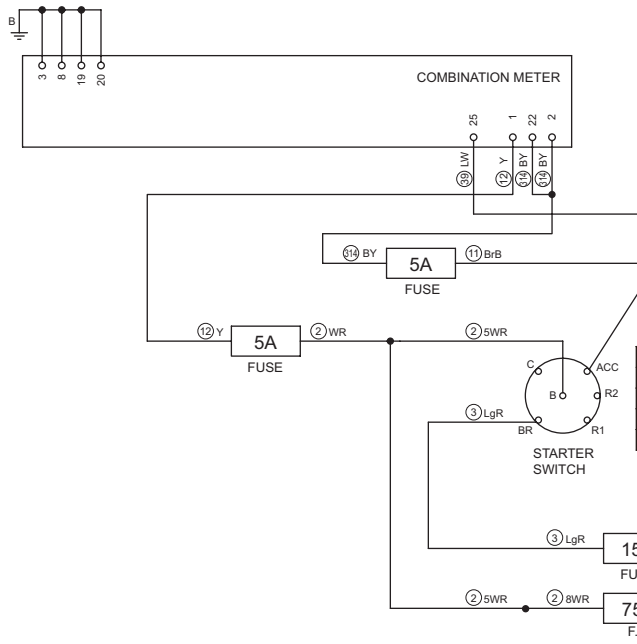 B
3
8
19
20
COMBINATION METER
25
1
22
2
39 LW
12 Y
314 BY
314 BY
314 BY
5A
11 BrB
FUSE
12 Y
5A
2 WR
2 5WR
FUSE
C
ACC
B
R2
3 LgR
BR
R1
STARTER
SWITCH
3 LgR
2 5WR
2 8WR